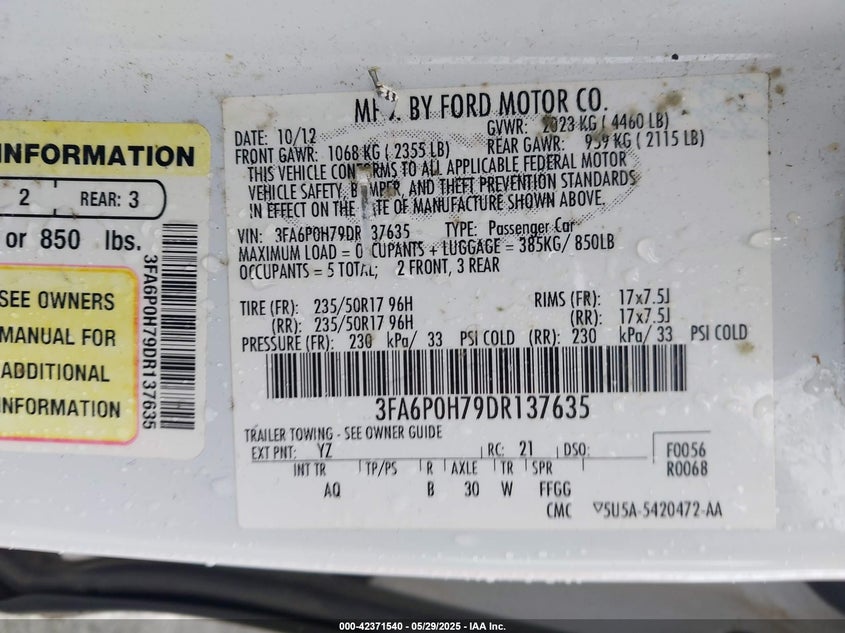 INFORMATION
2 REAR: 3
or 850 lbs.
SEE OWNERS
MANUAL FOR
ADDITIONAL
INFORMATION
3FA6P0H79DR137635
MFD. BY FORD MOTOR CO.
DATE: 10/12 GVWR: 2023 KG ( 4460 LB)
FRONT GAWR: 1068 KG ( 2355 LB) REAR GAWR: 959 KG ( 2115 LB)
THIS VEHICLE CONFORMS TO ALL APPLICABLE FEDERAL MOTOR
VEHICLE SAFETY, BUMPER, AND THEFT PREVENTION STANDARDS
IN EFFECT ON THE DATE OF MANUFACTURE SHOWN ABOVE.
VIN: 3FA6P0H79DR137635 TYPE: Passenger Car
MAXIMUM LOAD = OCCUPANTS + LUGGAGE = 385KG/ 850LB
OCCUPANTS = 5 TOTAL; 2 FRONT, 3 REAR
TIRE (FR): 235/50R17 96H RIMS (FR): 17x7.5J
(RR): 235/50R17 96H (RR): 17x7.5J
PRESSURE (FR): 230 kPa/ 33 PSI COLD (RR): 230 kPa/ 33 PSI COLD
3FA6P0H79DR137635
TRAILER TOWING - SEE OWNER GUIDE
EXT PNT: YZ RC: 21 DSO: F0056
INT TR TP/PS R AXLE TR SPR R0068
AQ B 30 W FFGG
CMC 5U5A-5420472-AA
000-42371540 - 05/29/2025 - IAA Inc.